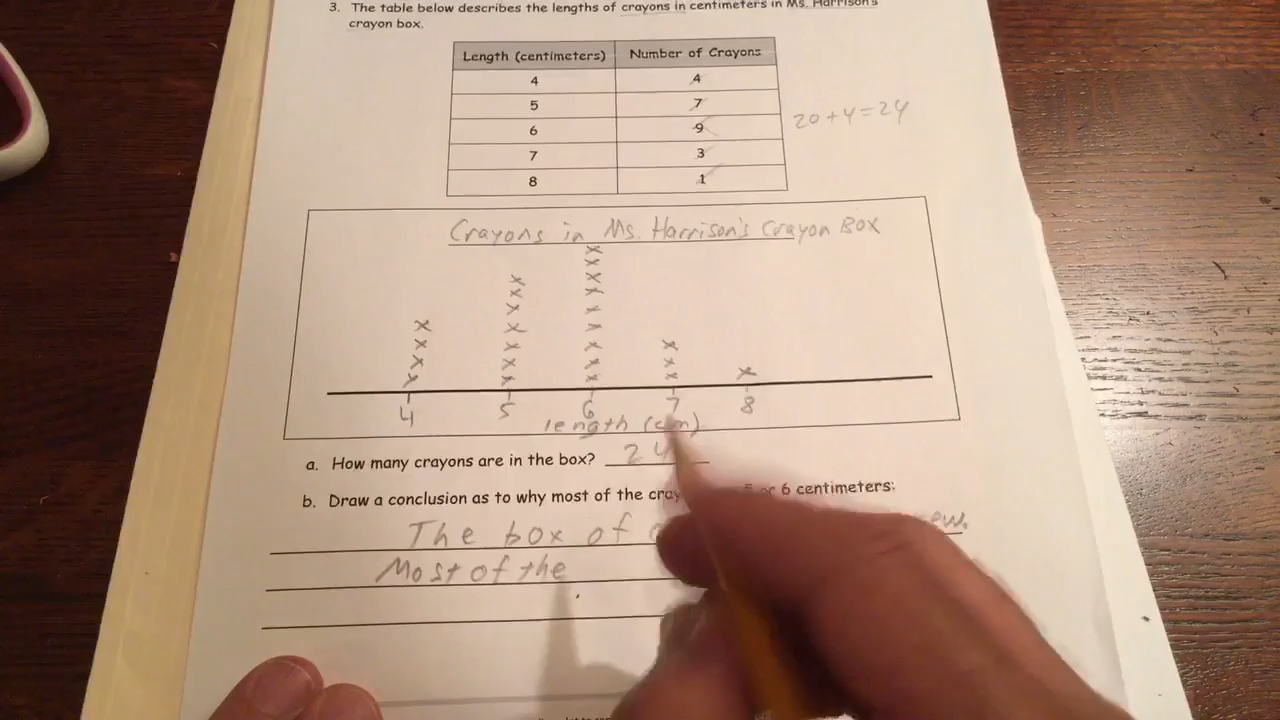 3. The table below describes the lengths of crayons in centimeters in Ms. Harrison's
crayon box.
Length (centimeters) Number of Crayons
4 4
5 7
6 9
7 3
8 1
20+4=24
Crayons in Ms. Harrison's Crayon Box
4 5 6 7 8
length (cm)
a. How many crayons are in the box? 24
b. Draw a conclusion as to why most of the 6 centimeters:
The box of
Most of the